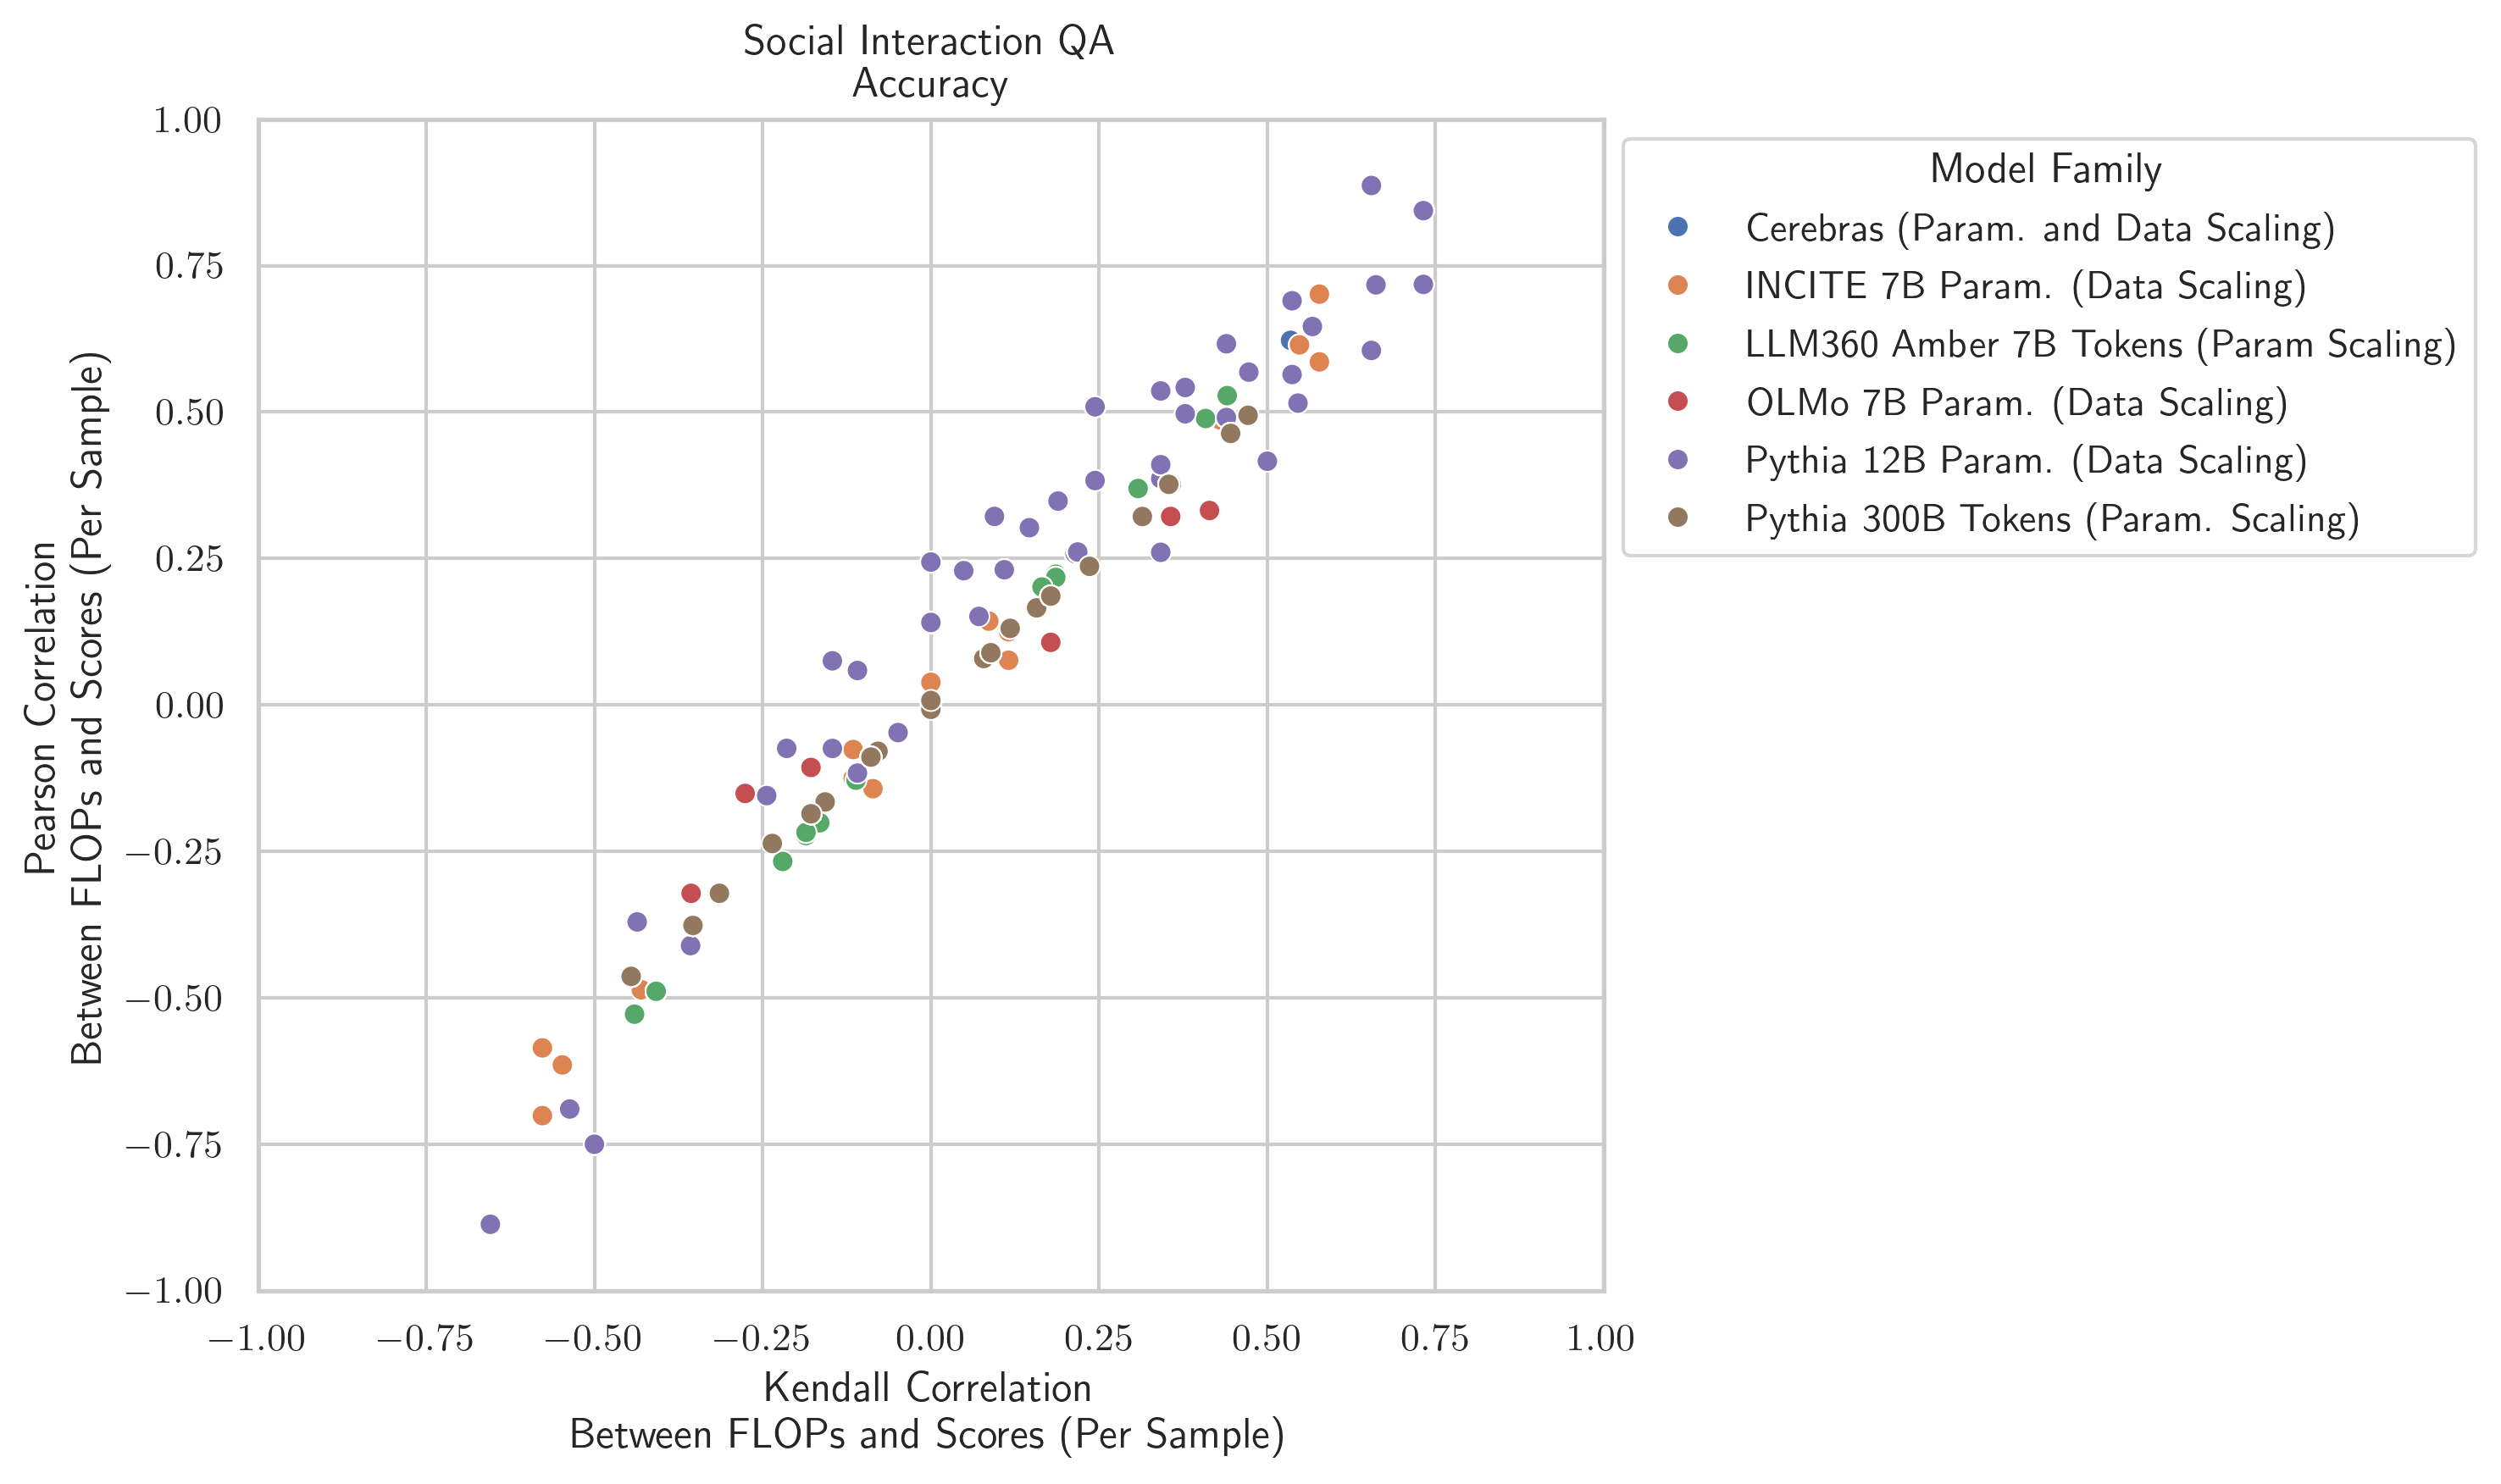 Social Interaction QA
Accuracy
1.00
0.75
0.50
0.25
0.00
−0.25
−0.50
−0.75
−1.00
Pearson Correlation
Between FLOPs and Scores (Per Sample)
−1.00 −0.75 −0.50 −0.25 0.00 0.25 0.50 0.75 1.00
Kendall Correlation
Between FLOPs and Scores (Per Sample)
Model Family
Cerebras (Param. and Data Scaling)
INCITE 7B Param. (Data Scaling)
LLM360 Amber 7B Tokens (Param Scaling)
OLMo 7B Param. (Data Scaling)
Pythia 12B Param. (Data Scaling)
Pythia 300B Tokens (Param. Scaling)